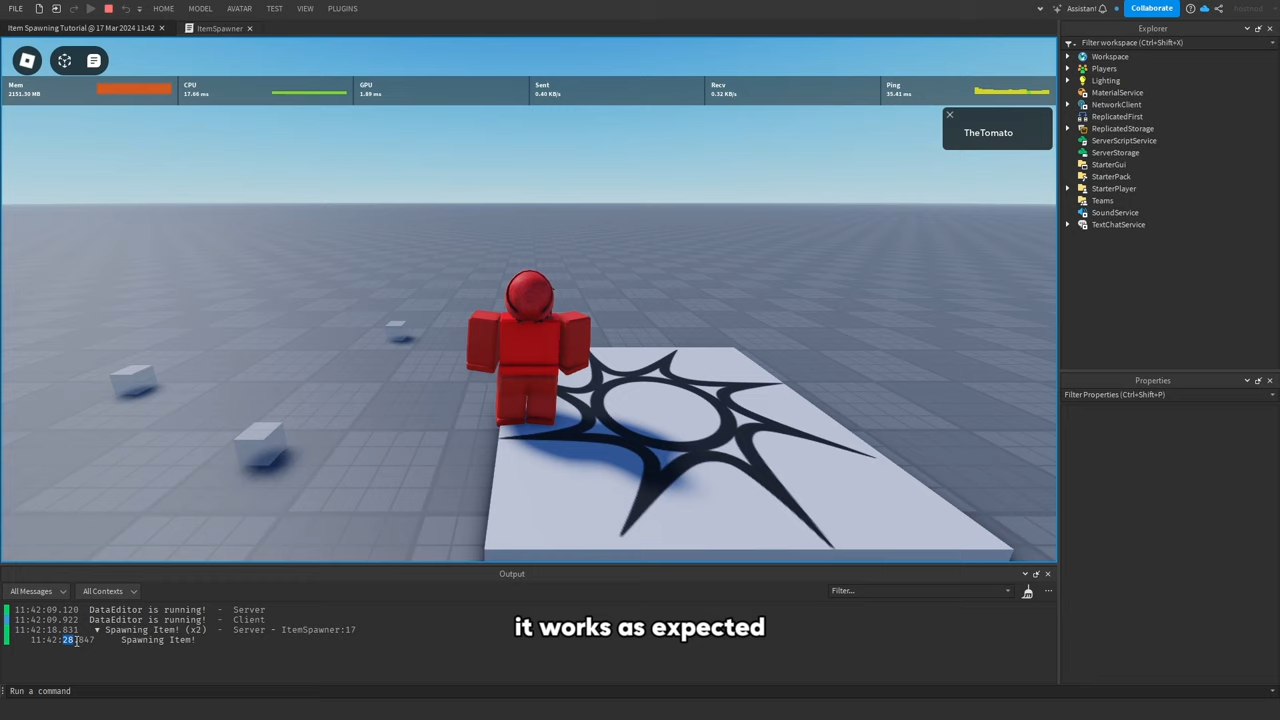 FILE MODEL HOME AVATAR TEST VIEW PLUGINS Assistant Collaborate
Item Spawning Tutorial @ 17 Mar 2024 11:42 ItemSpawner
Mem CPU GPU Sent Recv Ping
2151.30 MB 17.66 ms 1.89 ms 0.40 KB/s 0.32 KB/s 35.41 ms
TheTomato
Explorer
Filter workspace (Ctrl+Shift+X)
Workspace
Players
Lighting
MaterialService
NetworkClient
ReplicatedFirst
ReplicatedStorage
ServerScriptService
ServerStorage
StarterGui
StarterPack
StarterPlayer
Teams
SoundService
TextChatService
Properties
Filter Properties (Ctrl+Shift+P)
Output
All Messages All Contexts Filter...
11:42:09.120 DataEditor is running! - Server
11:42:09.922 DataEditor is running! - Client
11:42:18.831 ▼ Spawning Item! (x2) - Server - ItemSpawner:17
11:42:28.847 Spawning Item!
it works as expected
Run a command